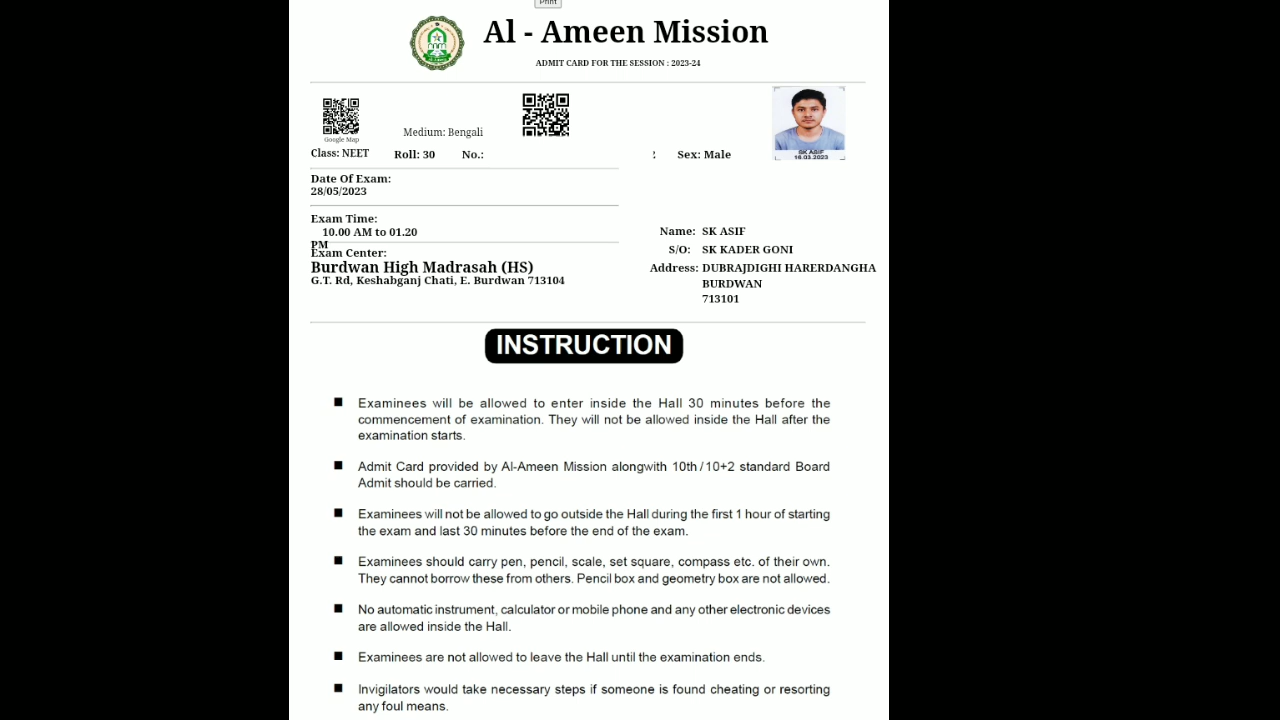 Print
Al - Ameen Mission
ADMIT CARD FOR THE SESSION : 2023-24
Google Map
Medium: Bengali
SK ASIF
16.03.2023
Class: NEET Roll: 30 No.: Sex: Male
Date Of Exam:
28/05/2023
Exam Time:
10.00 AM to 01.20
PM
Exam Center:
Burdwan High Madrasah (HS)
G.T. Rd, Keshabganj Chati, E. Burdwan 713104
Name: SK ASIF
S/O: SK KADER GONI
Address: DUBRAJDIGHI HARERDANGHA
BURDWAN
713101
INSTRUCTION
Examinees will be allowed to enter inside the Hall 30 minutes before the
commencement of examination. They will not be allowed inside the Hall after the
examination starts.
Admit Card provided by Al-Ameen Mission alongwith 10th / 10+2 standard Board
Admit should be carried.
Examinees will not be allowed to go outside the Hall during the first 1 hour of starting
the exam and last 30 minutes before the end of the exam.
Examinees should carry pen, pencil, scale, set square, compass etc. of their own.
They cannot borrow these from others. Pencil box and geometry box are not allowed.
No automatic instrument, calculator or mobile phone and any other electronic devices
are allowed inside the Hall.
Examinees are not allowed to leave the Hall until the examination ends.
Invigilators would take necessary steps if someone is found cheating or resorting
any foul means.